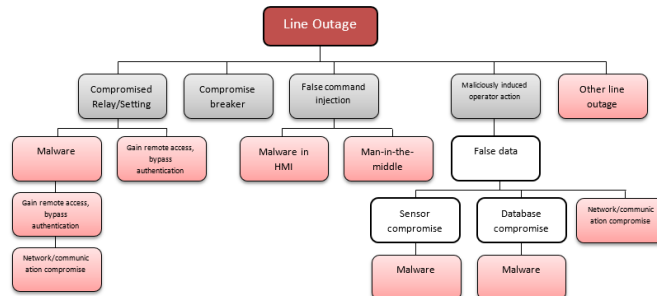 Line Outage
Compromised
Relay/Setting
Compromise
breaker
False command
injection
Maliciously induced
operator action
Other line
outage
Malware
Gain remote access,
bypass
authentication
Malware in
HMI
Man-in-the-
middle
False data
Gain remote access,
bypass
authentication
Sensor
compromise
Database
compromise
Network/communic
ation compromise
Network/communic
ation compromise
Malware
Malware